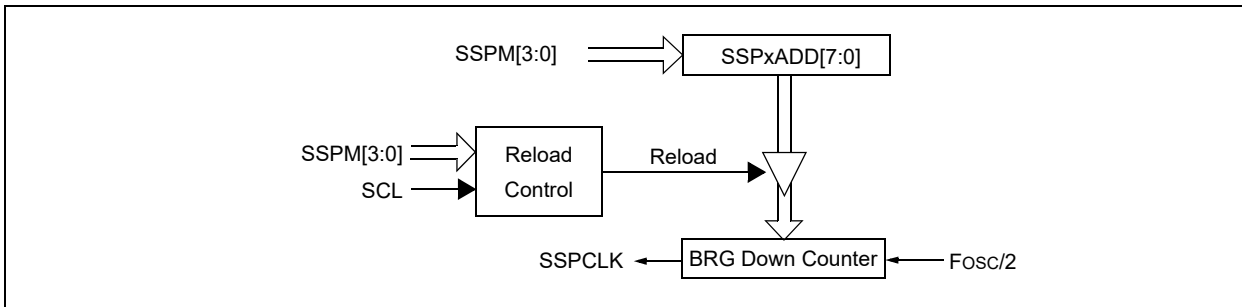 SSPM[3:0]
SSPxADD[7:0]
SSPM[3:0]
SCL
Reload
Control
Reload
SSPCLK
BRG Down Counter
FOSC/2